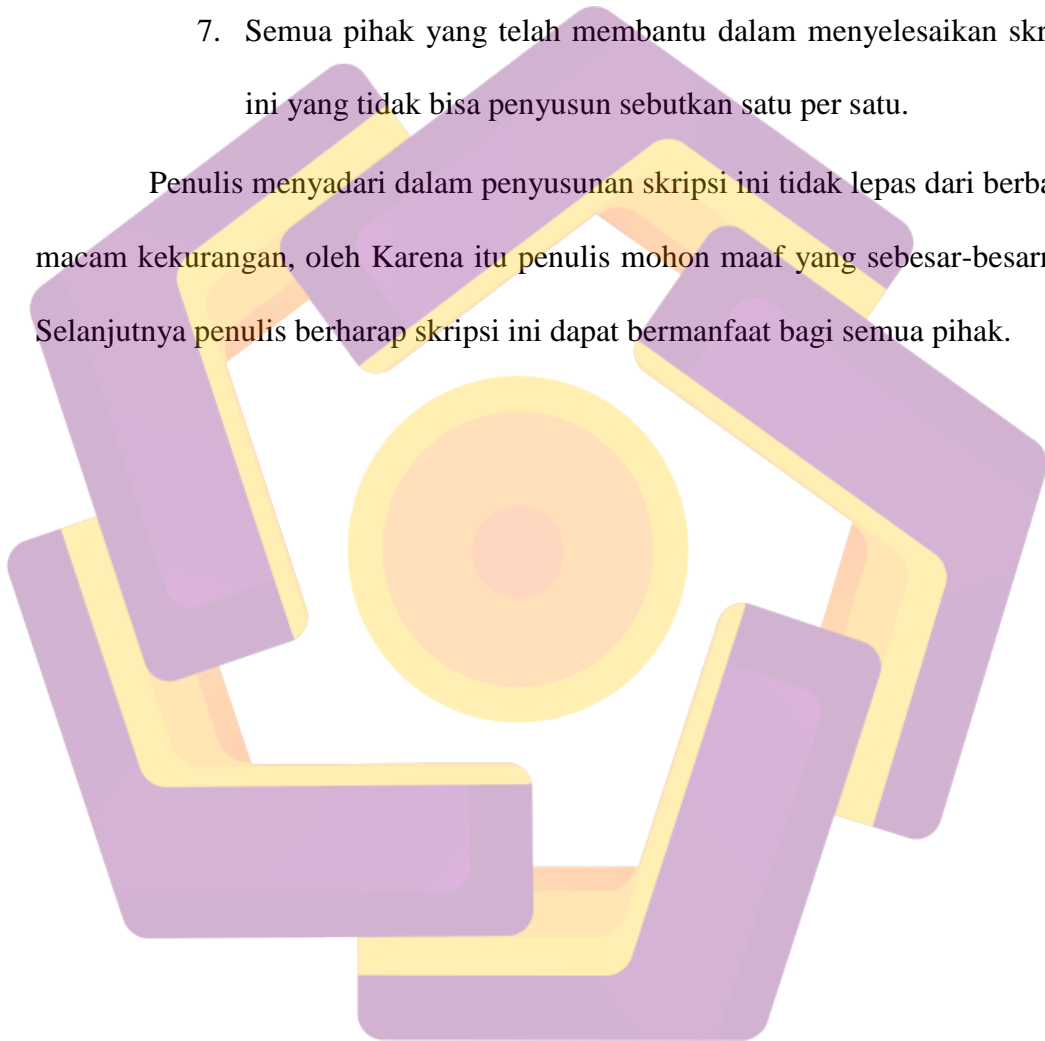 7. Semua pihak yang telah membantu dalam menyelesaikan skr
ini yang tidak bisa penyusun sebutkan satu per satu.
Penulis menyadari dalam penyusunan skripsi ini tidak lepas dari berba
macam kekurangan, oleh Karena itu penulis mohon maaf yang sebesar-besarn
Selanjutnya penulis berharap skripsi ini dapat bermanfaat bagi semua pihak.